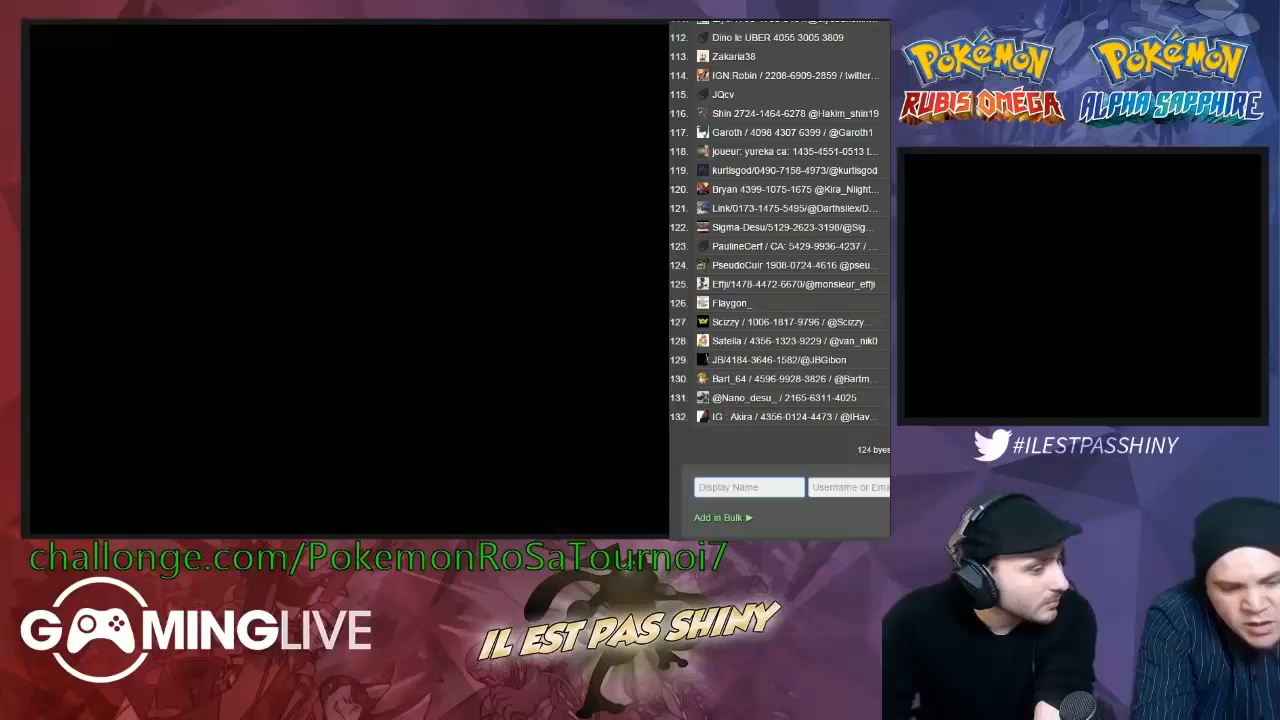 112. Dino le UBER 4055 3005 3809
113. Zakaria38
114. IGN:Robin / 2208-6909-2859 / twitter...
115. JQcv
116. Shin 2724-1464-6278 @Hakim_shin19
117. Garoth / 4098 4307 6399 / @Garoth1
118. joueur: yureka ca: 1435-4551-0513 t...
119. kurtisgod/0490-7158-4973/@kurtisgod
120. Bryan 4399-1075-1675 @Kira_Niight...
121. Link/0173-1475-5495/@Darthsilex/D...
122. Sigma-Desu/5129-2623-3198/@Sig...
123. PaulineCerf / CA: 5429-9936-4237 / ...
124. PseudoCuir 1908-0724-4616 @pseu...
125. Effji/1478-4472-6670/@monsieur_effji
126. Flaygon_
127. Scizzy / 1006-1817-9796 / @Scizzy...
128. Satella / 4356-1323-9229 / @van_nik0
129. JB/4184-3646-1582/@JBGibon
130. Bart_64 / 4596-9928-3826 / @Bartm...
131. @Nano_desu_ / 2165-6311-4025
132. IG : Akira / 4356-0124-4473 / @IHav...
124 byes
Display Name
Username or Ema
Add in Bulk ►
POKÉMON
RUBIS OMÉGA
POKÉMON
ALPHA SAPPHIRE
#ILESTPASSHINY
challonge.com/PokemonRoSaTournoi7
GAMINGLIVE
IL EST PAS SHINY